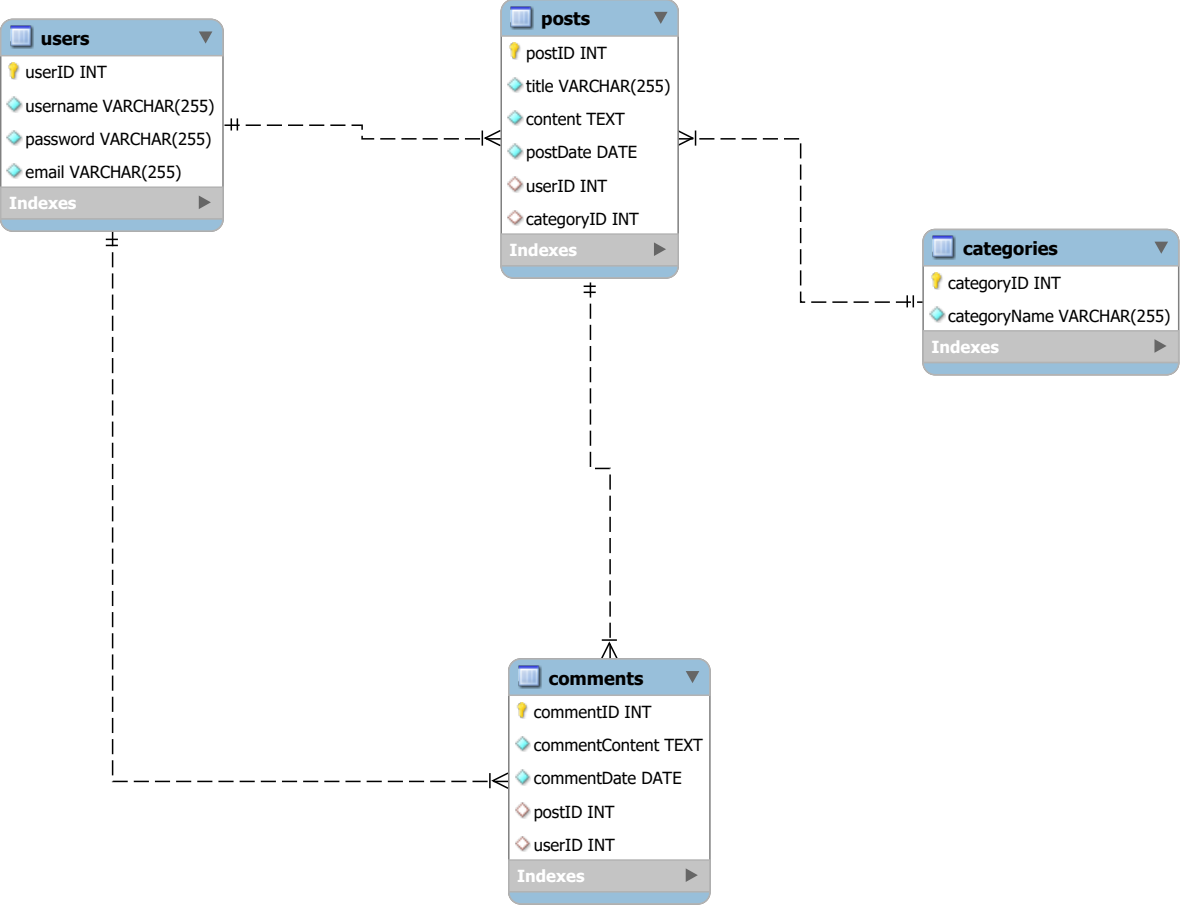 users
userID INT
username VARCHAR(255)
password VARCHAR(255)
email VARCHAR(255)
Indexes
posts
postID INT
title VARCHAR(255)
content TEXT
postDate DATE
userID INT
categoryID INT
Indexes
categories
categoryID INT
categoryName VARCHAR(255)
Indexes
comments
commentID INT
commentContent TEXT
commentDate DATE
postID INT
userID INT
Indexes